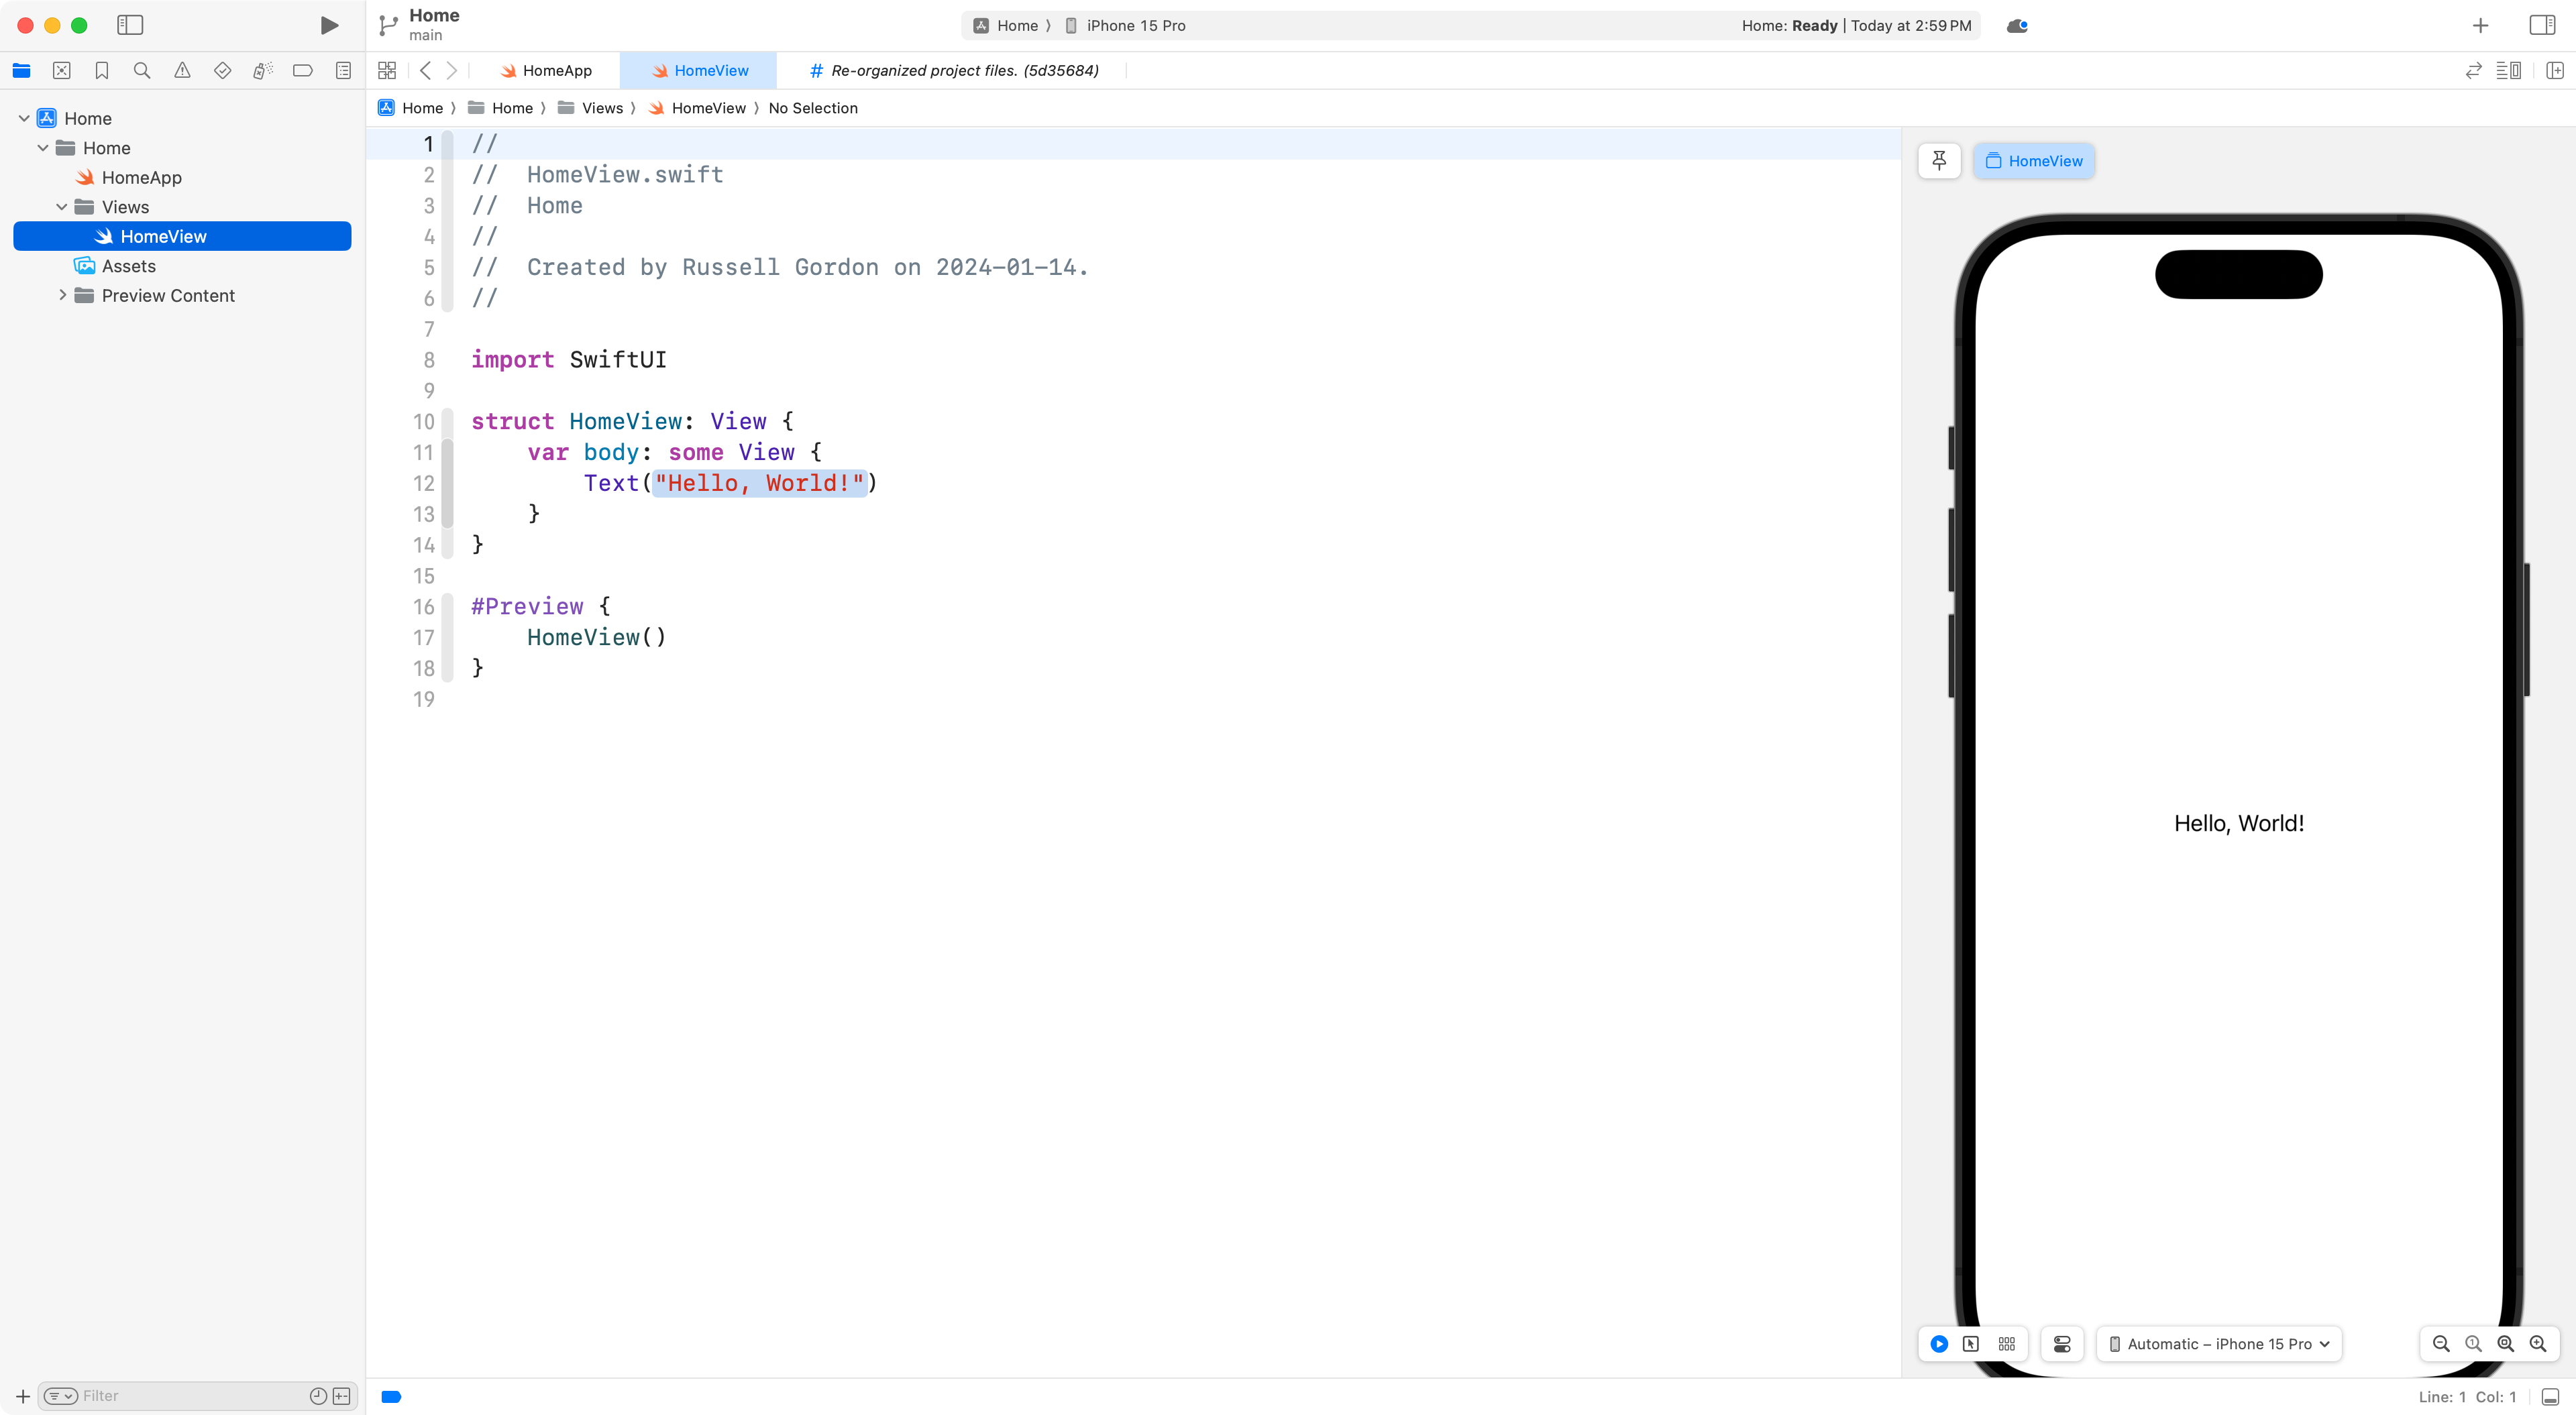 Home
main
Home ⟩ iPhone 15 Pro
Home: Ready | Today at 2:59 PM
HomeApp
HomeView
# Re-organized project files. (5d35684)
Home ⟩ Home ⟩ Views ⟩ HomeView ⟩ No Selection
Home
Home
HomeApp
Views
HomeView
Assets
Preview Content
Filter
1 //
2 //  HomeView.swift
3 //  Home
4 //
5 //  Created by Russell Gordon on 2024-01-14.
6 //
7
8 import SwiftUI
9
10 struct HomeView: View {
11     var body: some View {
12         Text("Hello, World!")
13     }
14 }
15
16 #Preview {
17     HomeView()
18 }
19
HomeView
Hello, World!
Automatic – iPhone 15 Pro
Line: 1 Col: 1